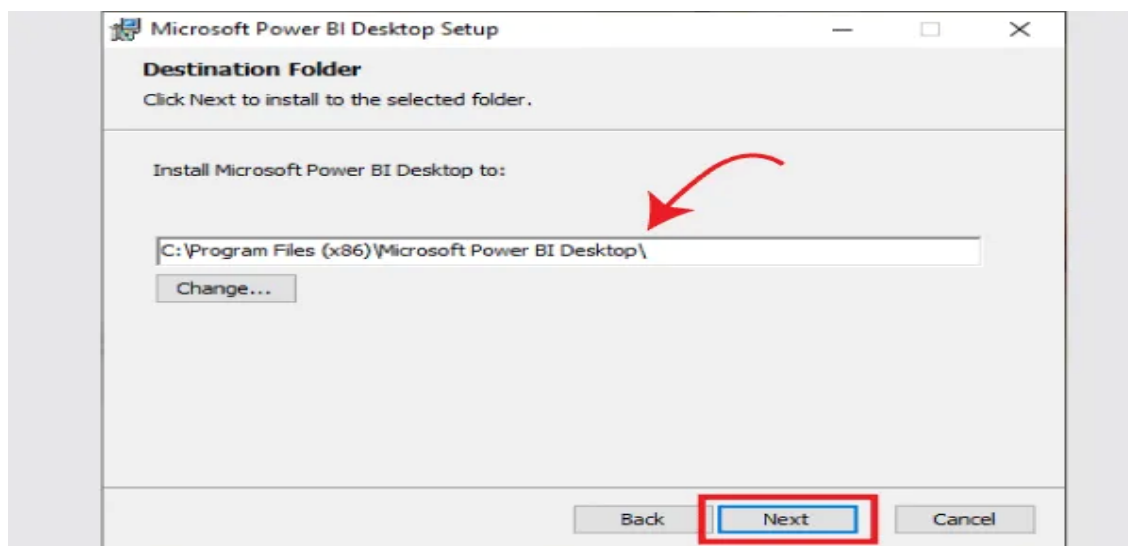 Microsoft Power BI Desktop Setup
Destination Folder
Click Next to install to the selected folder.
Install Microsoft Power BI Desktop to:
C:\Program Files (x86)\Microsoft Power BI Desktop\
Change...
Back Next Cancel